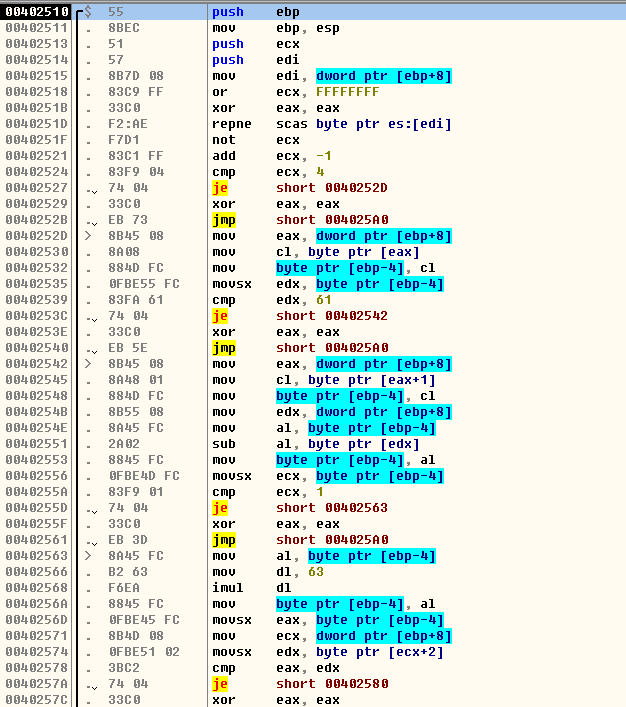 00402510 $ 55 push ebp
00402511 . 8BEC mov ebp, esp
00402513 . 51 push ecx
00402514 . 57 push edi
00402515 . 8B7D 08 mov edi, dword ptr [ebp+8]
00402518 . 83C9 FF or ecx, FFFFFFFF
0040251B . 33C0 xor eax, eax
0040251D . F2:AE repne scas byte ptr es:[edi]
0040251F . F7D1 not ecx
00402521 . 83C1 FF add ecx, -1
00402524 . 83F9 04 cmp ecx, 4
00402527 . 74 04 je short 0040252D
00402529 . 33C0 xor eax, eax
0040252B . EB 73 jmp short 004025A0
0040252D > 8B45 08 mov eax, dword ptr [ebp+8]
00402530 . 8A08 mov cl, byte ptr [eax]
00402532 . 884D FC mov byte ptr [ebp-4], cl
00402535 . 0FBE55 FC movsx edx, byte ptr [ebp-4]
00402539 . 83FA 61 cmp edx, 61
0040253C . 74 04 je short 00402542
0040253E . 33C0 xor eax, eax
00402540 . EB 5E jmp short 004025A0
00402542 > 8B45 08 mov eax, dword ptr [ebp+8]
00402545 . 8A48 01 mov cl, byte ptr [eax+1]
00402548 . 884D FC mov byte ptr [ebp-4], cl
0040254B . 8B55 08 mov edx, dword ptr [ebp+8]
0040254E . 8A45 FC mov al, byte ptr [ebp-4]
00402551 . 2A02 sub al, byte ptr [edx]
00402553 . 8845 FC mov byte ptr [ebp-4], al
00402556 . 0FBE4D FC movsx ecx, byte ptr [ebp-4]
0040255A . 83F9 01 cmp ecx, 1
0040255D . 74 04 je short 00402563
0040255F . 33C0 xor eax, eax
00402561 . EB 3D jmp short 004025A0
00402563 > 8A45 FC mov al, byte ptr [ebp-4]
00402566 . B2 63 mov dl, 63
00402568 . F6EA imul dl
0040256A . 8845 FC mov byte ptr [ebp-4], al
0040256D . 0FBE45 FC movsx eax, byte ptr [ebp-4]
00402571 . 8B4D 08 mov ecx, dword ptr [ebp+8]
00402574 . 0FBE51 02 movsx edx, byte ptr [ecx+2]
00402578 . 3BC2 cmp eax, edx
0040257A . 74 04 je short 00402580
0040257C . 33C0 xor eax, eax